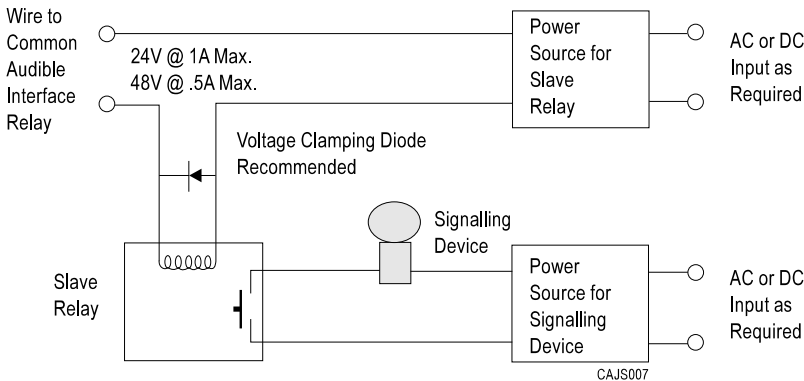 Wire to
Common
Audible
Interface
Relay
24V @ 1A Max.
48V @ .5A Max.
Power
Source for
Slave
Relay
AC or DC
Input as
Required
Voltage Clamping Diode
Recommended
Signalling
Device
Slave
Relay
Power
Source for
Signalling
Device
AC or DC
Input as
Required
CAJS007